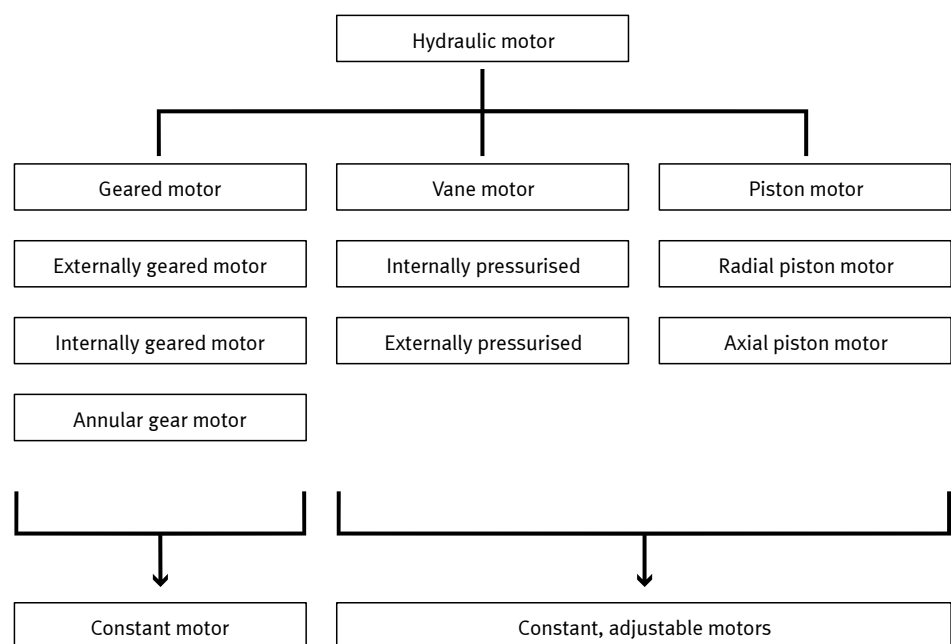 Hydraulic motor
Geared motor
Vane motor
Piston motor
Externally geared motor
Internally pressurised
Radial piston motor
Internally geared motor
Externally pressurised
Axial piston motor
Annular gear motor
Constant motor
Constant, adjustable motors